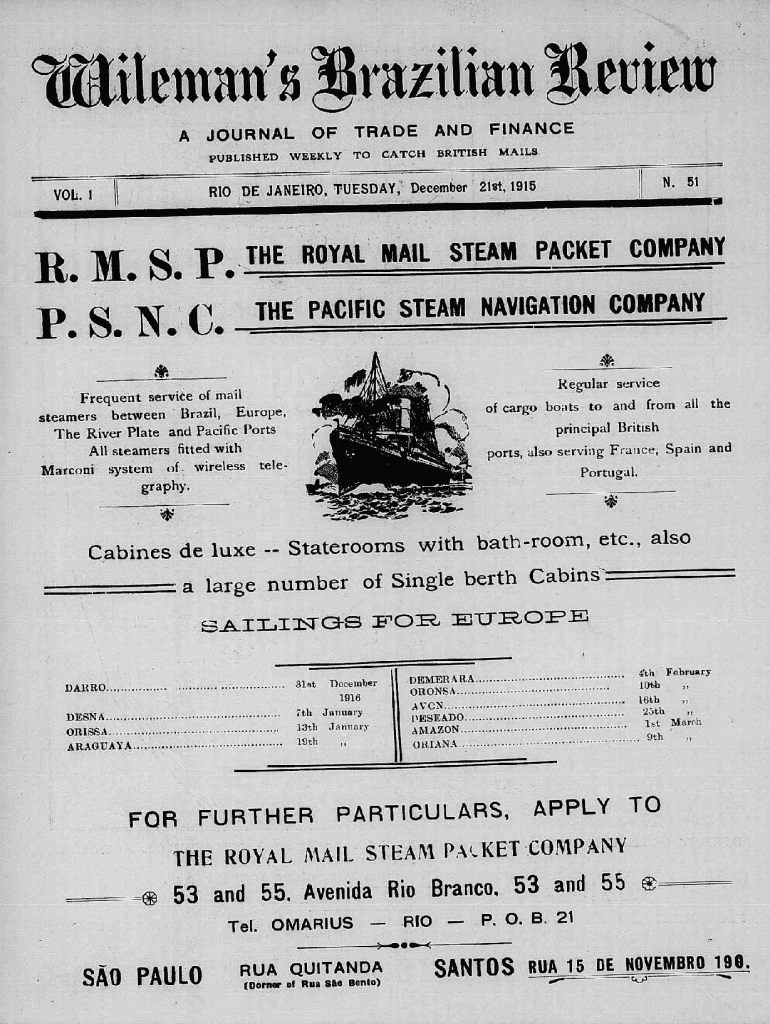 Wileman's Brazilian Review
A JOURNAL OF TRADE AND FINANCE
PUBLISHED WEEKLY TO CATCH BRITISH MAILS.
VOL. 1
RIO DE JANEIRO, TUESDAY, December 21st, 1915
N. 51
R. M. S. P. THE ROYAL MAIL STEAM PACKET COMPANY
P. S. N. C. THE PACIFIC STEAM NAVIGATION COMPANY
Frequent service of mail
steamers between Brazil, Europe,
The River Plate and Pacific Ports
All steamers fitted with
Marconi system of wireless tele-
graphy.
Regular service
of cargo boats to and from all the
principal British
ports, also serving France, Spain and
Portugal.
Cabines de luxe -- Staterooms with bath-room, etc., also
a large number of Single berth Cabins
SAILINGS FOR EUROPE
DARRO.................... 31st December
1916
DESNA.................... 7th January
ORISSA.................... 13th January
ARAGUAYA.................... 19th ,,
DEMERARA.................... 4th February
ORONSA.................... 10th ,,
AVON.................... 16th ,,
DESEADO.................... 25th ,,
AMAZON.................... 1st March
ORIANA.................... 9th ,,
FOR FURTHER PARTICULARS, APPLY TO
THE ROYAL MAIL STEAM PACKET COMPANY
53 and 55, Avenida Rio Branco, 53 and 55
Tel. OMARIUS — RIO — P. O. B. 21
SÃO PAULO
RUA QUITANDA
(Dorner of Rua São Bento)
SANTOS RUA 15 DE NOVEMBRO 190.